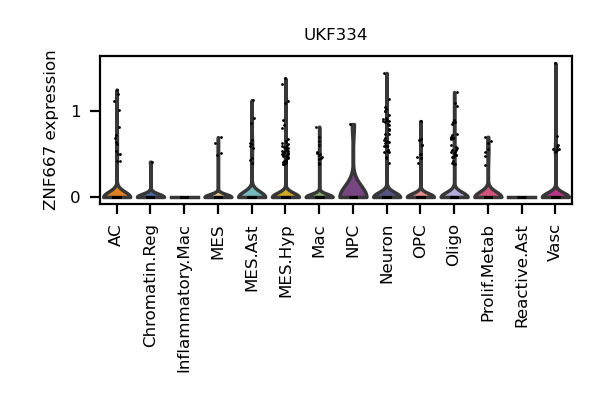 UKF334
ZNF667 expression
1
0
AC
Chromatin.Reg
Inflammatory.Mac
MES
MES.Ast
MES.Hyp
Mac
NPC
Neuron
OPC
Oligo
Prolif.Metab
Reactive.Ast
Vasc